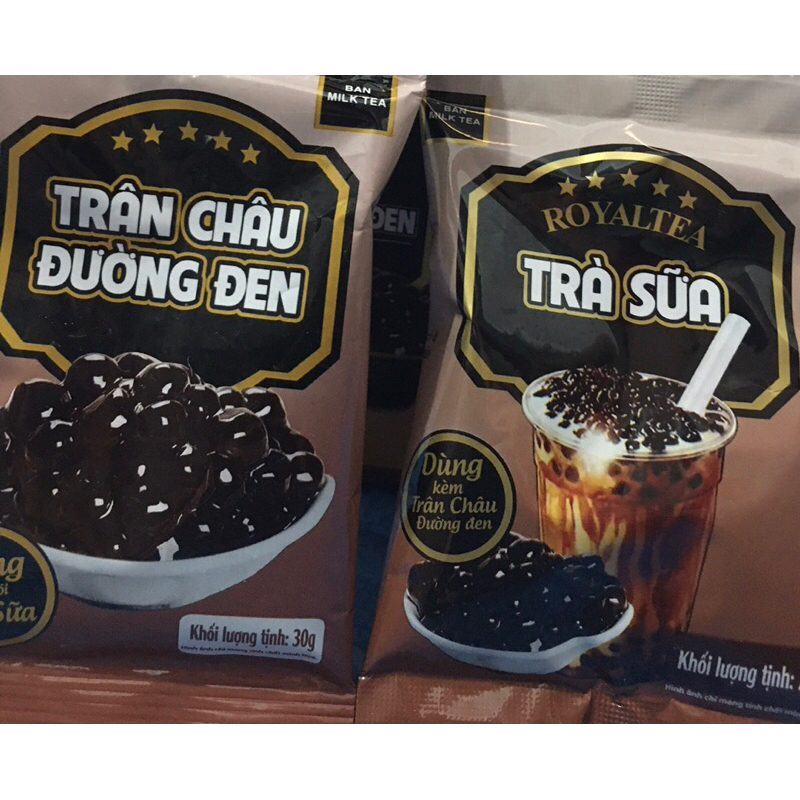 BAN
MILK TEA
TRÂN CHÂU
ĐƯỜNG ĐEN
Sữa
Khối lượng tịnh: 30g
ĐEN
BAN
MILK TEA
ROYALTEA
TRÀ SỮA
Dùng
kèm
Trân Châu
Đường đen
Khối lượng tịnh: